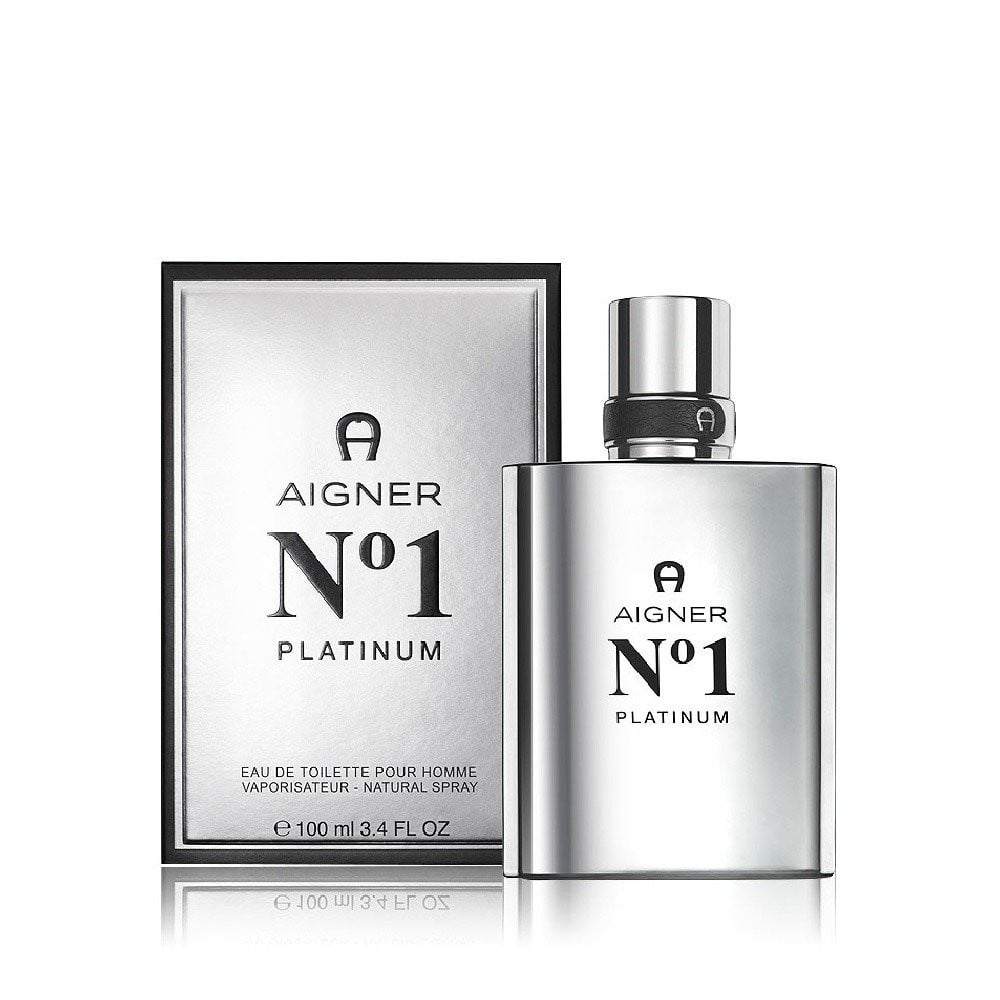 AIGNER
Nº1
PLATINUM
EAU DE TOILETTE POUR HOMME
VAPORISATEUR - NATURAL SPRAY
℮ 100 ml 3.4 FL OZ
AIGNER
Nº1
PLATINUM